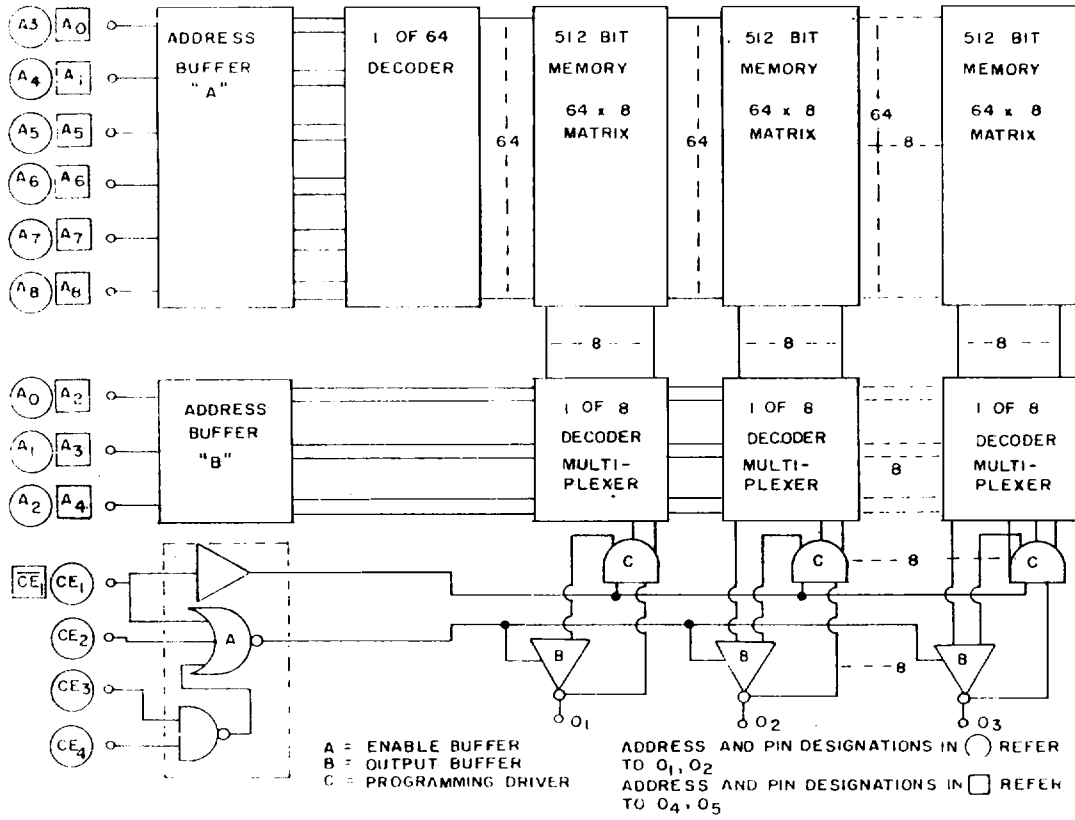 A3 A0
A4 A1
A5 A5
A6 A6
A7 A7
A8 A8
ADDRESS
BUFFER
"A"
1 OF 64
DECODER
64
512 BIT
MEMORY
64 x 8
MATRIX
64
512 BIT
MEMORY
64 x 8
MATRIX
64
8
512 BIT
MEMORY
64 x 8
MATRIX
8
8
8
A0 A2
A1 A3
A2 A4
ADDRESS
BUFFER
"B"
1 OF 8
DECODER
MULTI-
PLEXER
1 OF 8
DECODER
MULTI-
PLEXER
8
1 OF 8
DECODER
MULTI-
PLEXER
C
C
8
C
CE1 CE1
CE2
CE3
CE4
A
B
B
8
B
O1
O2
O3
A = ENABLE BUFFER
B = OUTPUT BUFFER
C = PROGRAMMING DRIVER
ADDRESS AND PIN DESIGNATIONS IN REFER
TO O1, O2
ADDRESS AND PIN DESIGNATIONS IN REFER
TO O4, O5